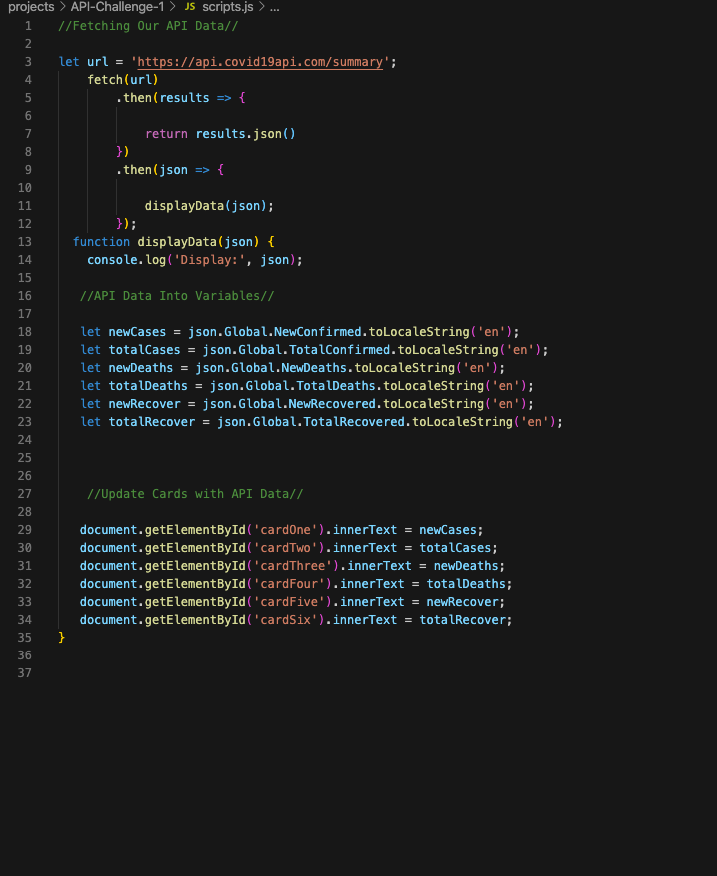 projects > API-Challenge-1 > JS scripts.js > ...
1 //Fetching Our API Data//
2
3 let url = 'https://api.covid19api.com/summary';
4 fetch(url)
5 .then(results => {
6
7 return results.json()
8 })
9 .then(json => {
10
11 displayData(json);
12 });
13 function displayData(json) {
14 console.log('Display:', json);
15
16 //API Data Into Variables//
17
18 let newCases = json.Global.NewConfirmed.toLocaleString('en');
19 let totalCases = json.Global.TotalConfirmed.toLocaleString('en');
20 let newDeaths = json.Global.NewDeaths.toLocaleString('en');
21 let totalDeaths = json.Global.TotalDeaths.toLocaleString('en');
22 let newRecover = json.Global.NewRecovered.toLocaleString('en');
23 let totalRecover = json.Global.TotalRecovered.toLocaleString('en');
24
25
26
27 //Update Cards with API Data//
28
29 document.getElementById('cardOne').innerText = newCases;
30 document.getElementById('cardTwo').innerText = totalCases;
31 document.getElementById('cardThree').innerText = newDeaths;
32 document.getElementById('cardFour').innerText = totalDeaths;
33 document.getElementById('cardFive').innerText = newRecover;
34 document.getElementById('cardSix').innerText = totalRecover;
35 }
36
37